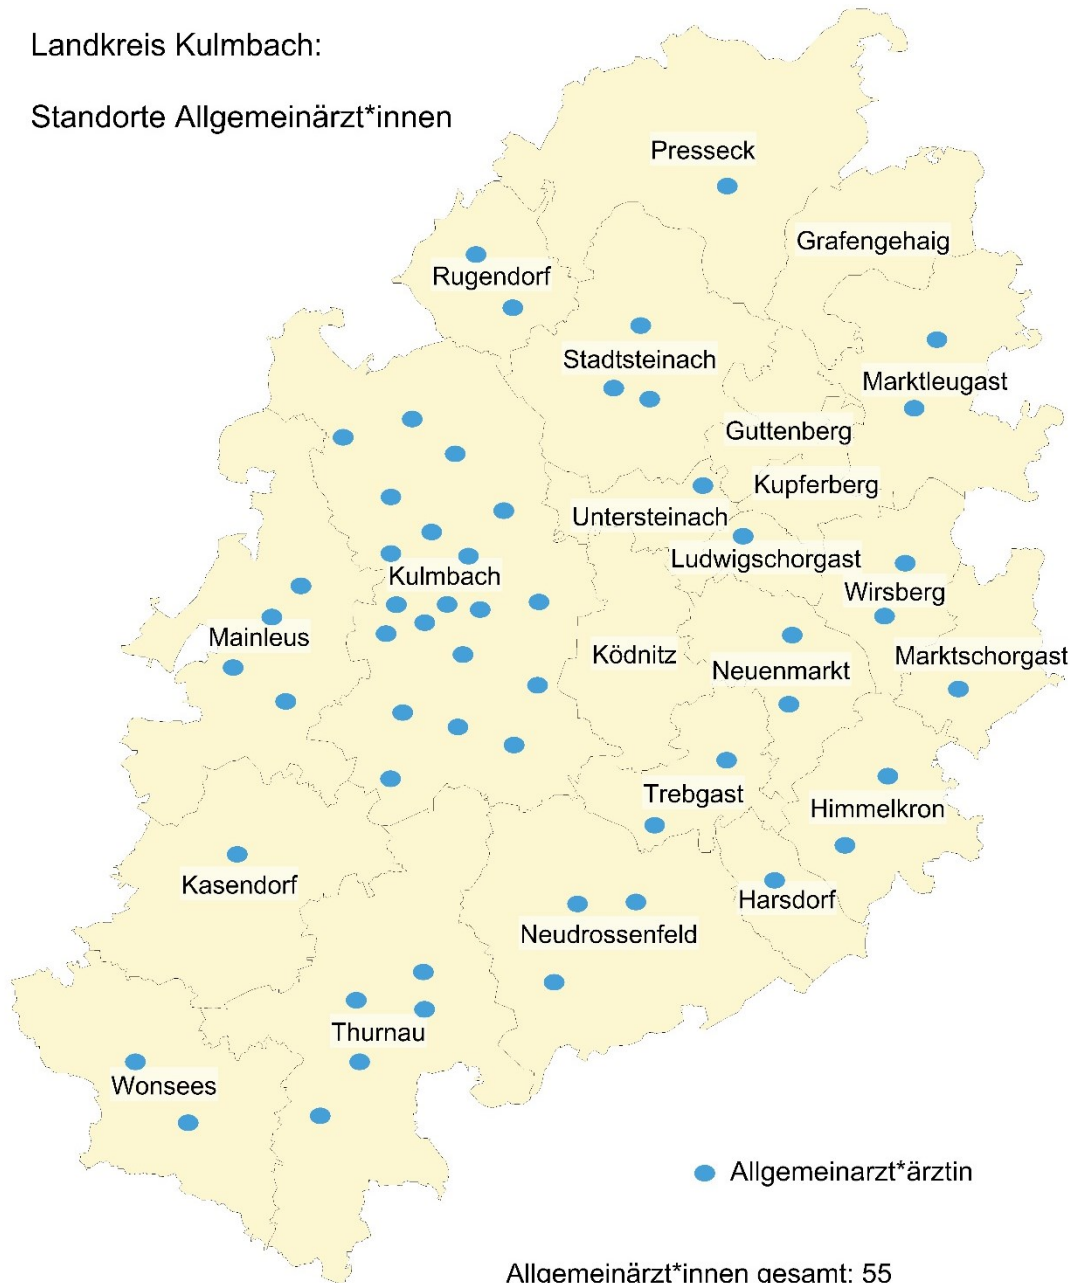 Landkreis Kulmbach:
Standorte Allgemeinärzt*innen
Presseck
Grafengehaig
Rugendorf
Stadtsteinach
Marktleugast
Guttenberg
Kupferberg
Untersteinach
Ludwigschorgast
Kulmbach
Wirsberg
Mainleus
Ködnitz
Neuenmarkt
Marktschorgast
Trebgast
Himmelkron
Kasendorf
Harsdorf
Neudrossenfeld
Thurnau
Wonsees
Allgemeinarzt*ärztin
Allgemeinärzt*innen gesamt: 55